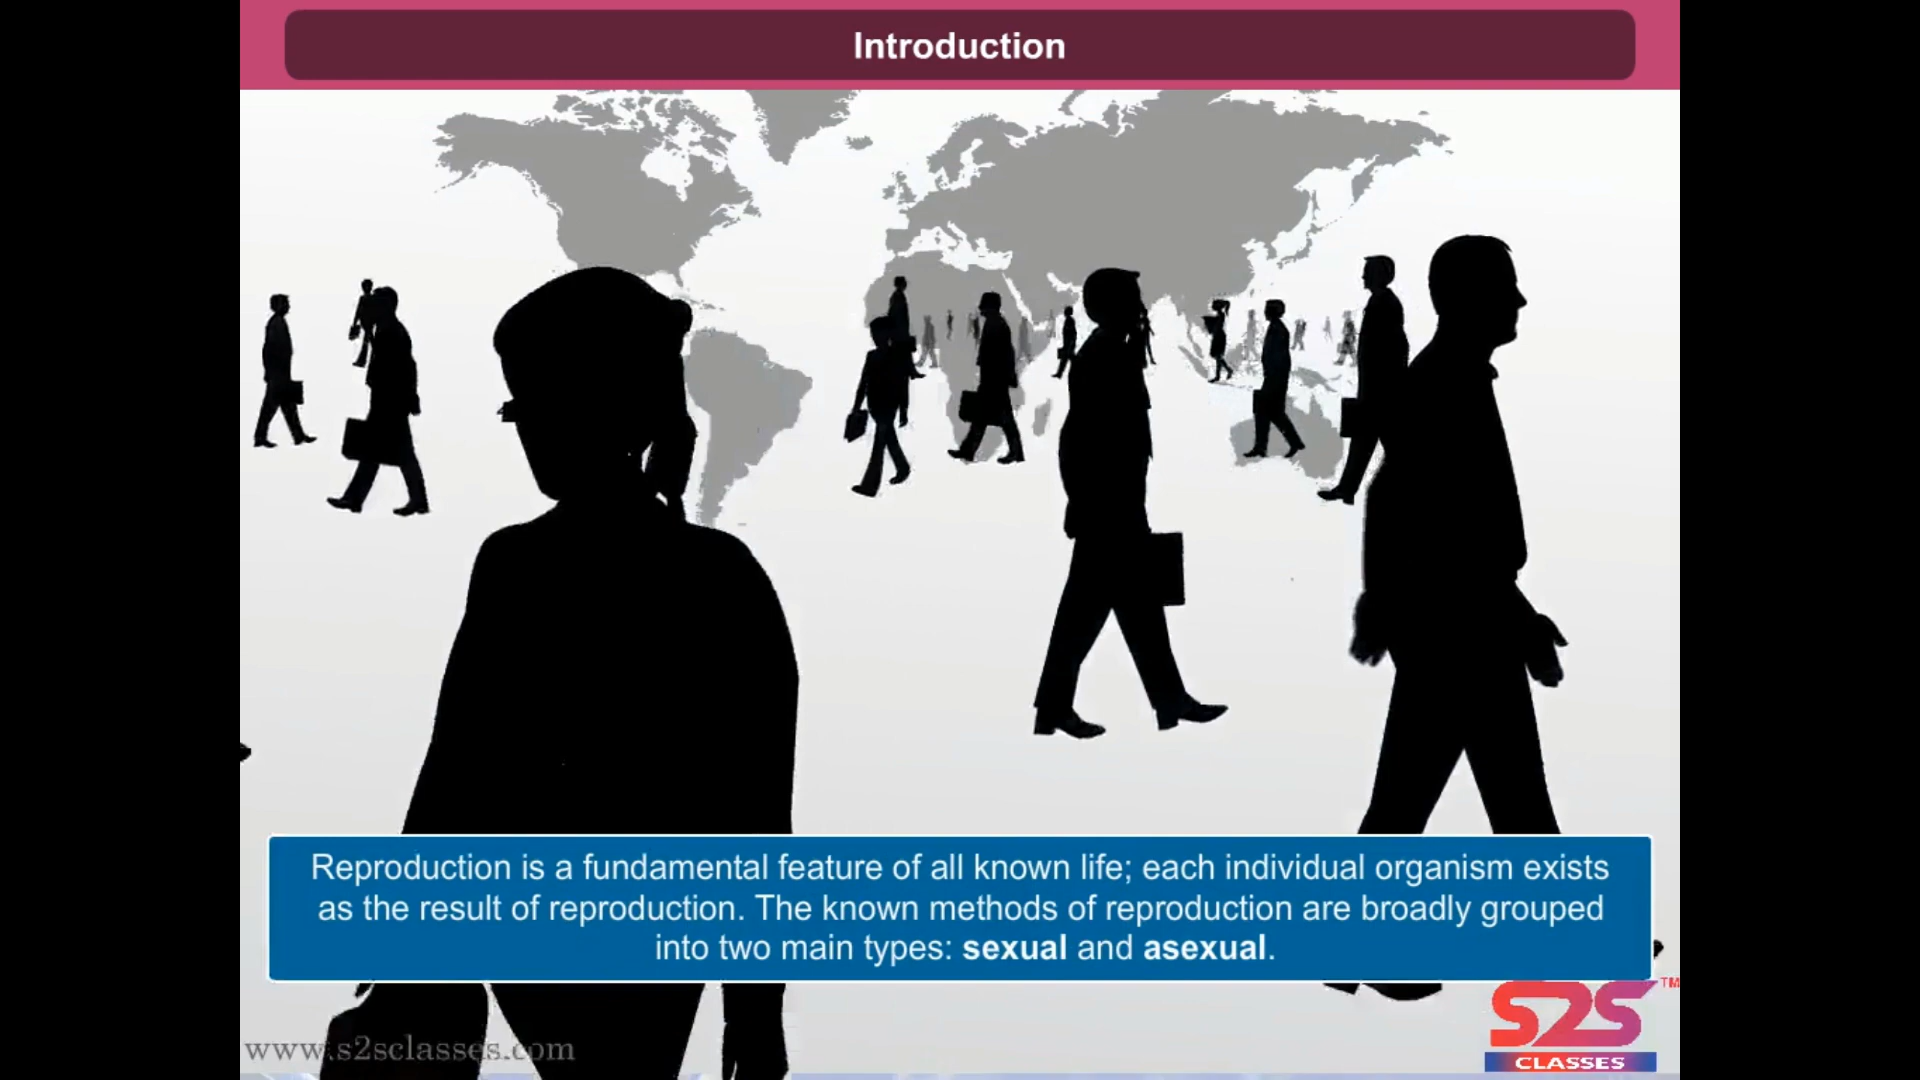 Introduction
Reproduction is a fundamental feature of all known life; each individual organism exists
as the result of reproduction. The known methods of reproduction are broadly grouped
into two main types: sexual and asexual.
www.s2sclasses.com
S2S TM
CLASSES